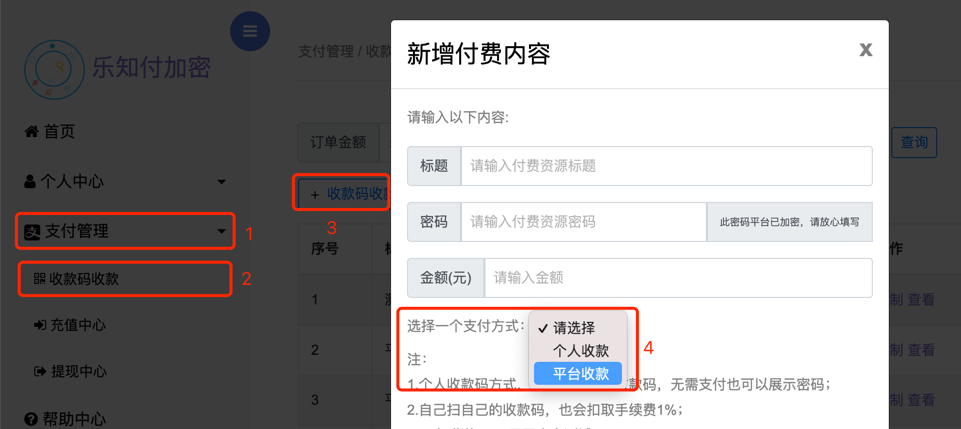 乐知付加密
首页
个人中心
支付管理
1
收款码收款
2
充值中心
提现中心
帮助中心
支付管理 / 收款
订单金额
查询
+ 收款码收款
3
序号
作
1
制 查看
2
制 查看
3
制 查看
新增付费内容
x
请输入以下内容:
标题 请输入付费资源标题
密码 请输入付费资源密码 此密码平台已加密，请放心填写
金额(元) 请输入金额
选择一个支付方式:
✓ 请选择
个人收款
平台收款
4
注:
1.个人收款码方式, 款码，无需支付也可以展示密码；
2.自己扫自己的收款码，也会扣取手续费1%；